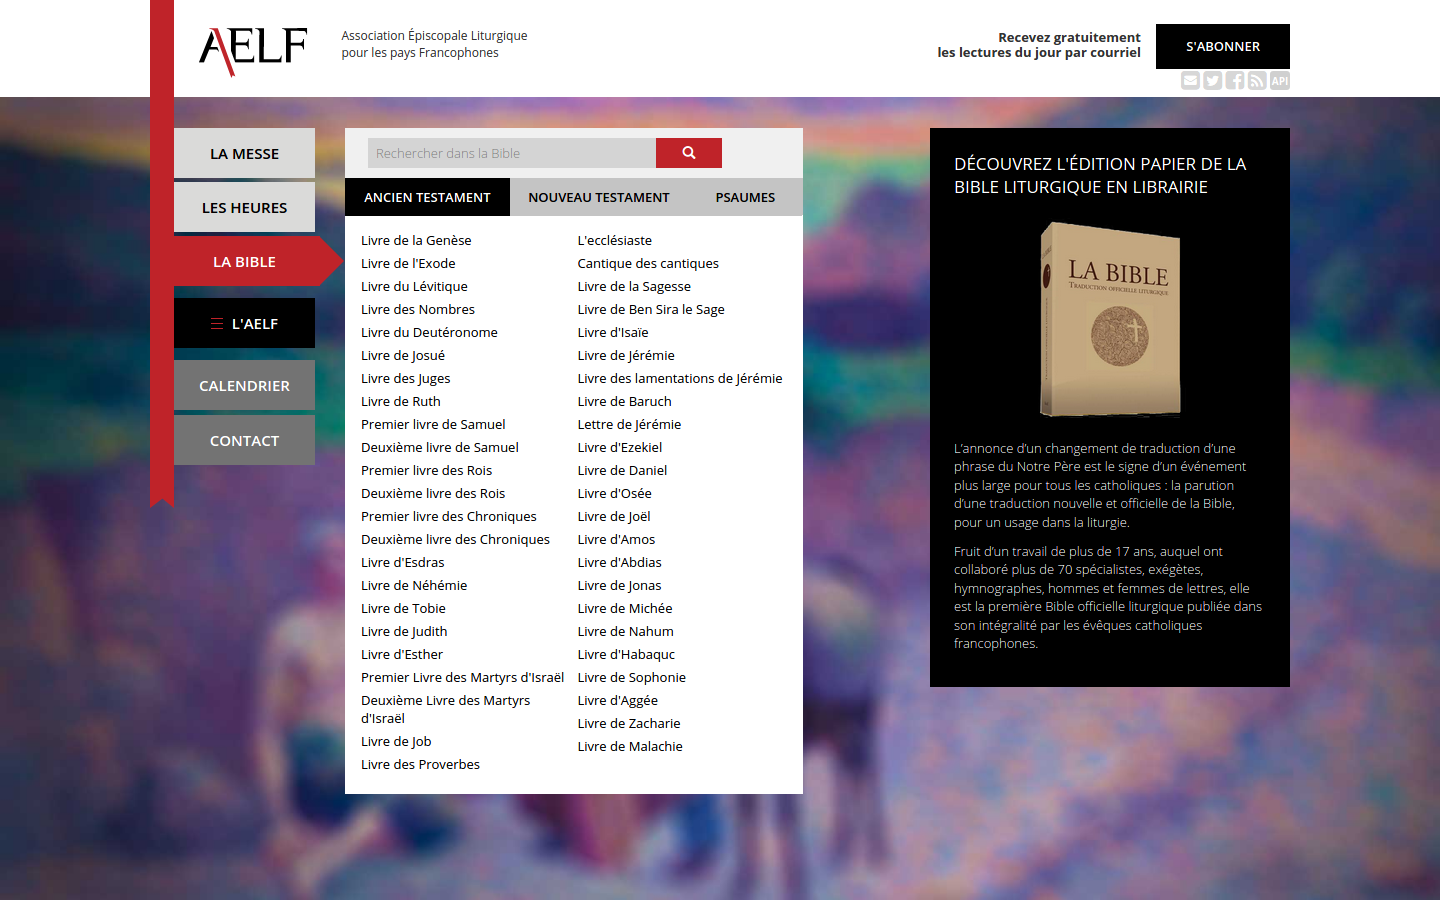 AELF
Association Épiscopale Liturgique
pour les pays Francophones
Recevez gratuitement
les lectures du jour par courriel
S'ABONNER
API
LA MESSE
LES HEURES
LA BIBLE
L'AELF
CALENDRIER
CONTACT
Rechercher dans la Bible
ANCIEN TESTAMENT
NOUVEAU TESTAMENT
PSAUMES
Livre de la Genèse
Livre de l'Exode
Livre du Lévitique
Livre des Nombres
Livre du Deutéronome
Livre de Josué
Livre des Juges
Livre de Ruth
Premier livre de Samuel
Deuxième livre de Samuel
Premier livre des Rois
Deuxième livre des Rois
Premier livre des Chroniques
Deuxième livre des Chroniques
Livre d'Esdras
Livre de Néhémie
Livre de Tobie
Livre de Judith
Livre d'Esther
Premier Livre des Martyrs d'Israël
Deuxième Livre des Martyrs
d'Israël
Livre de Job
Livre des Proverbes
L'ecclésiaste
Cantique des cantiques
Livre de la Sagesse
Livre de Ben Sira le Sage
Livre d'Isaïe
Livre de Jérémie
Livre des lamentations de Jérémie
Livre de Baruch
Lettre de Jérémie
Livre d'Ezekiel
Livre de Daniel
Livre d'Osée
Livre de Joël
Livre d'Amos
Livre d'Abdias
Livre de Jonas
Livre de Michée
Livre de Nahum
Livre d'Habaquc
Livre de Sophonie
Livre d'Aggée
Livre de Zacharie
Livre de Malachie
DÉCOUVREZ L'ÉDITION PAPIER DE LA
BIBLE LITURGIQUE EN LIBRAIRIE
LA BIBLE
TRADUCTION OFFICIELLE LITURGIQUE
L’annonce d’un changement de traduction d’une
phrase du Notre Père est le signe d’un événement
plus large pour tous les catholiques : la parution
d’une traduction nouvelle et officielle de la Bible,
pour un usage dans la liturgie.
Fruit d’un travail de plus de 17 ans, auquel ont
collaboré plus de 70 spécialistes, exégètes,
hymnographes, hommes et femmes de lettres, elle
est la première Bible officielle liturgique publiée dans
son intégralité par les évêques catholiques
francophones.